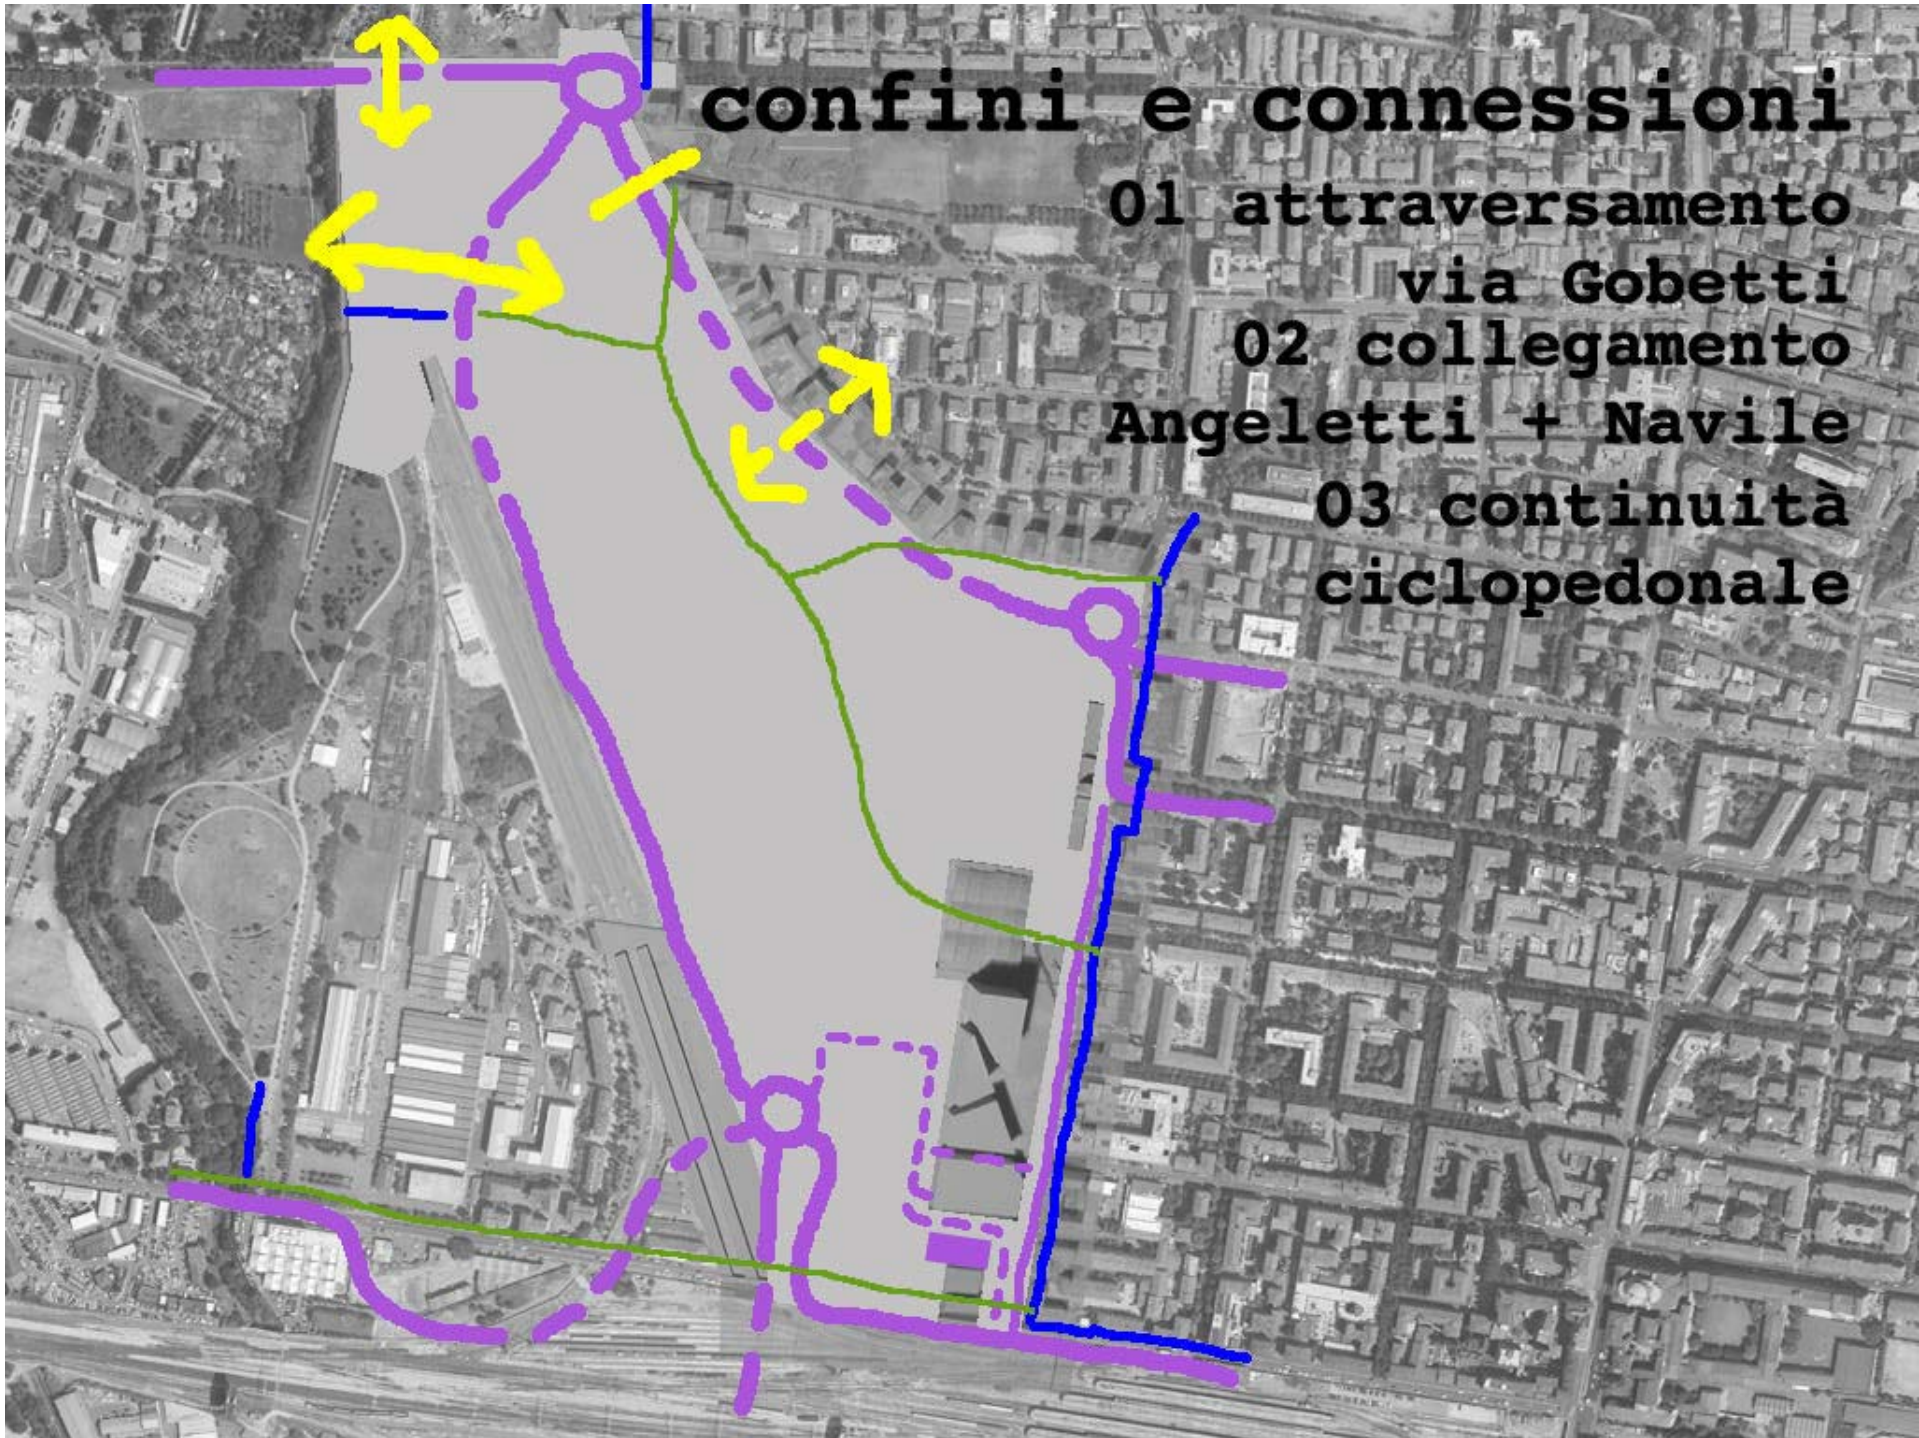 confini e connessioni
01 attraversamento
via Gobetti
02 collegamento
Angeletti + Navile
03 continuità
ciclopedonale